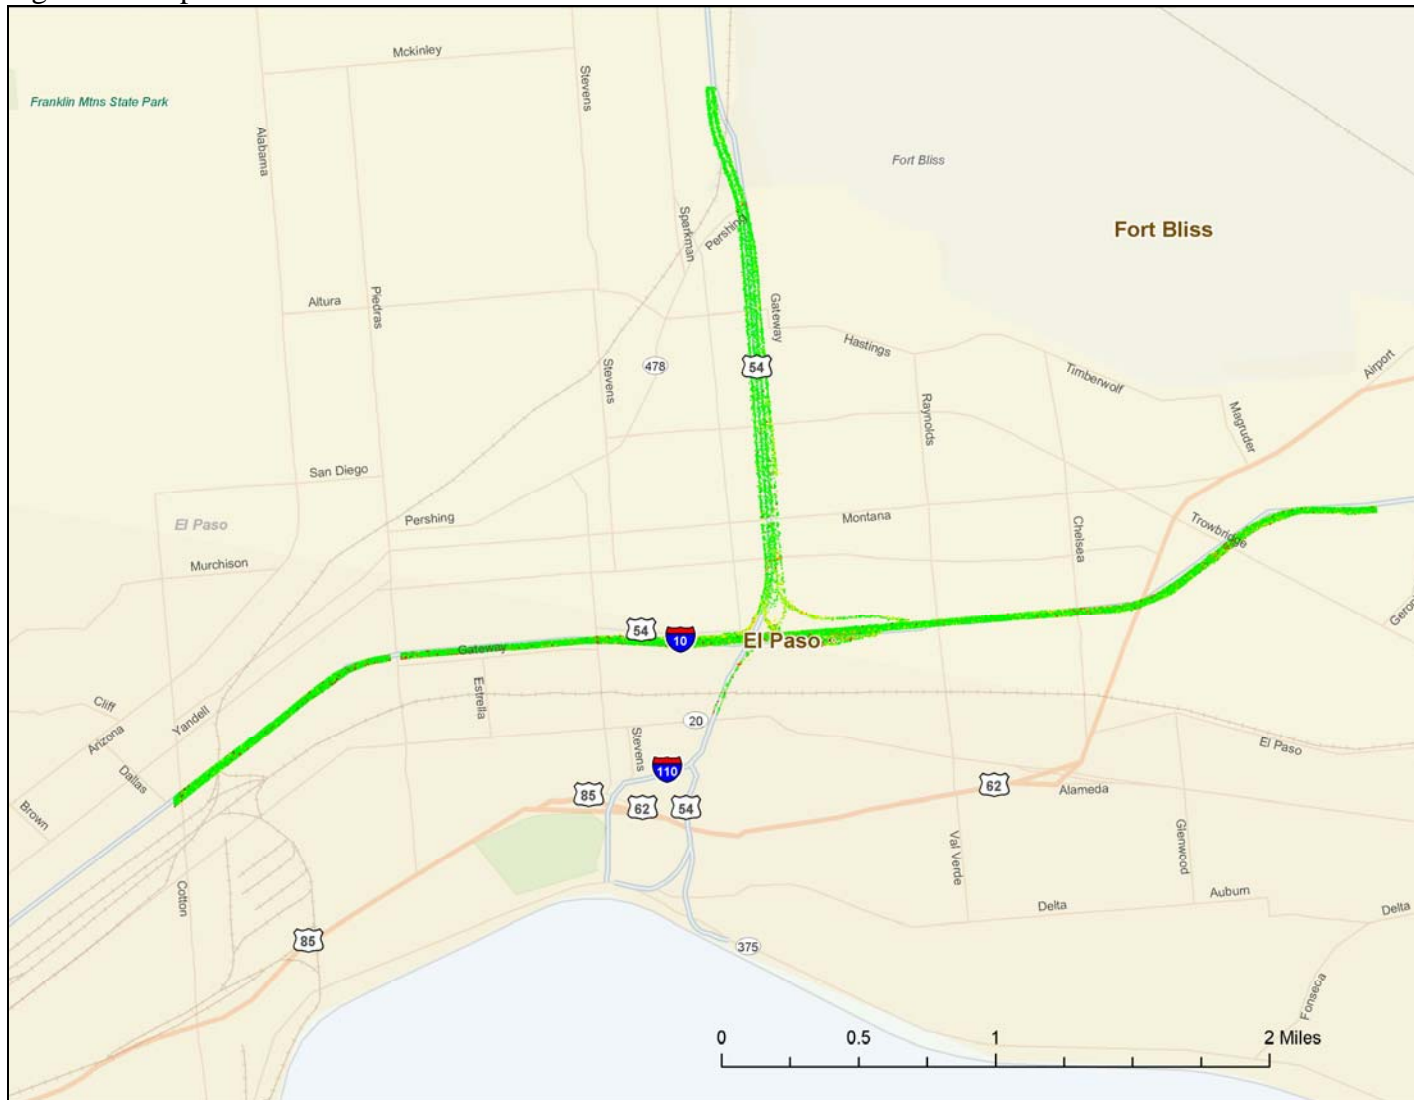 Mckinley
Stevens
Franklin Mtns State Park
Alabama
Fort Bliss
Fort Bliss
Sparkman
Pershing
Altura
Piedras
Gateway
Hastings
54
478
Stevens
Timberwolf
Airport
Raynolds
Magruder
San Diego
El Paso
Pershing
Montana
Chelsea
Trowbridge
Murchison
54
10
El Paso
Gateway
Estrella
Cliff
Arizona
Yandell
Dallas
Brown
20
Stevens
110
El Paso
85
62
54
62
Alameda
Val Verde
Glenwood
Cotton
Auburn
Delta
Delta
85
375
Fonseca
0 0.5 1 2 Miles